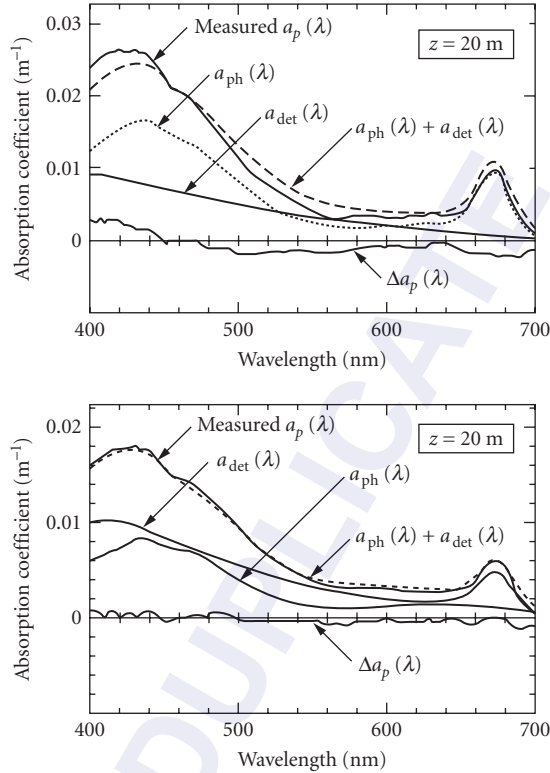 0.03
Measured a_p (λ)
z = 20 m
a_ph (λ)
a_det (λ)
0.02
a_ph (λ) + a_det (λ)
0.01
0
Δa_p (λ)
Absorption coefficient (m⁻¹)
400 500 600 700
Wavelength (nm)
0.02
Measured a_p (λ)
z = 20 m
a_det (λ)
a_ph (λ)
0.01
a_ph (λ) + a_det (λ)
0
Δa_p (λ)
Absorption coefficient (m⁻¹)
400 500 600 700
Wavelength (nm)
DUPLICATE